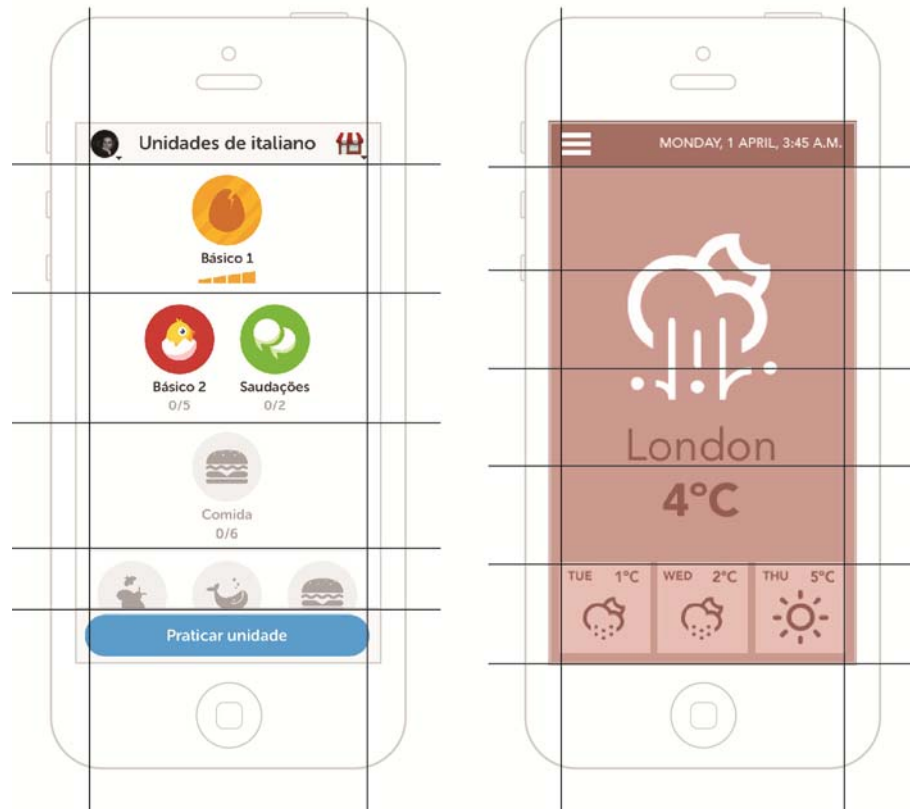 Unidades de italiano
Básico 1
Básico 2 Saudações
0/5 0/2
Comida
0/6
Praticar unidade
MONDAY, 1 APRIL, 3:45 A.M.
London
4°C
TUE 1°C WED 2°C THU 5°C